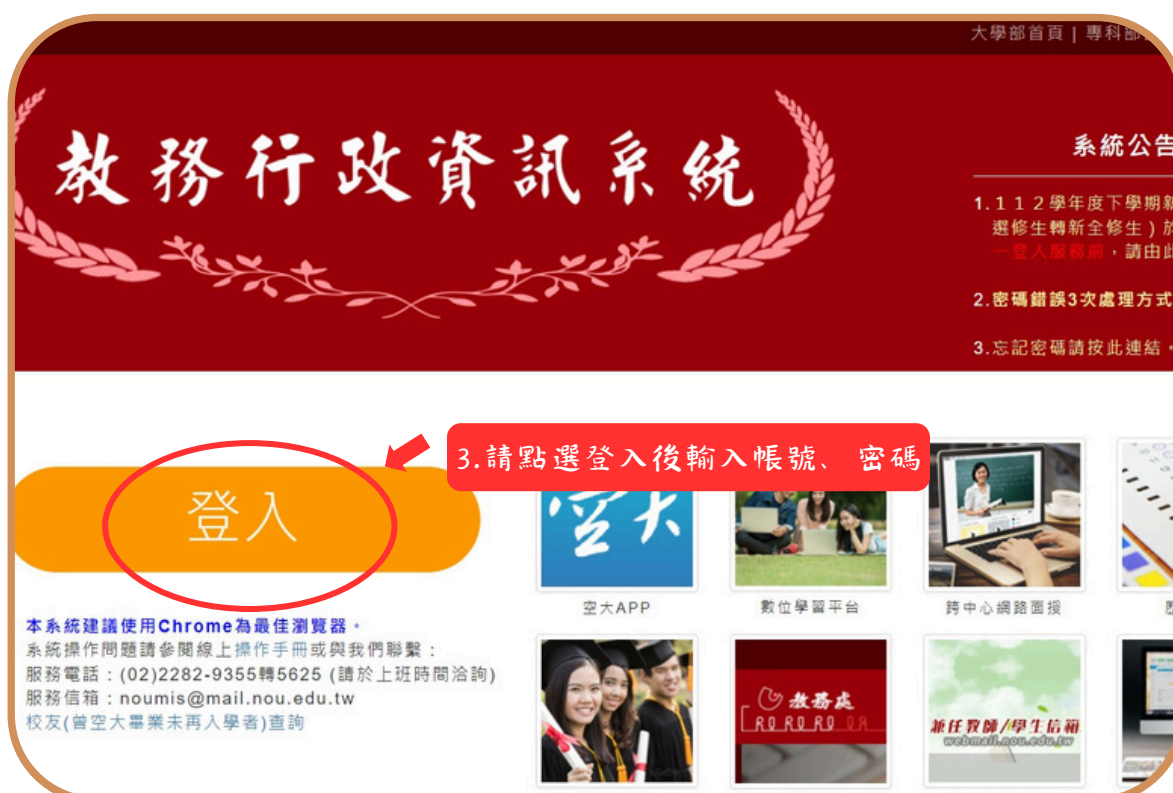 大學部首頁 | 專科部
教務行政資訊系統
系統公告
1.112學年度下學期新
選修生轉新全修生)於
一登入服務前，請由此
2.密碼錯誤3次處理方式
3.忘記密碼請按此連結。
3.請點選登入後輸入帳號、 密碼
登入
空大
空大APP
數位學習平台
跨中心網路面授
本系統建議使用Chrome為最佳瀏覽器。
系統操作問題請參閱線上操作手冊或與我們聯繫：
服務電話：(02)2282-9355轉5625 (請於上班時間洽詢)
服務信箱：noumis@mail.nou.edu.tw
校友(曾空大畢業未再入學者)查詢
教務處
兼任教師/學生信箱
webmail.nou.edu.tw